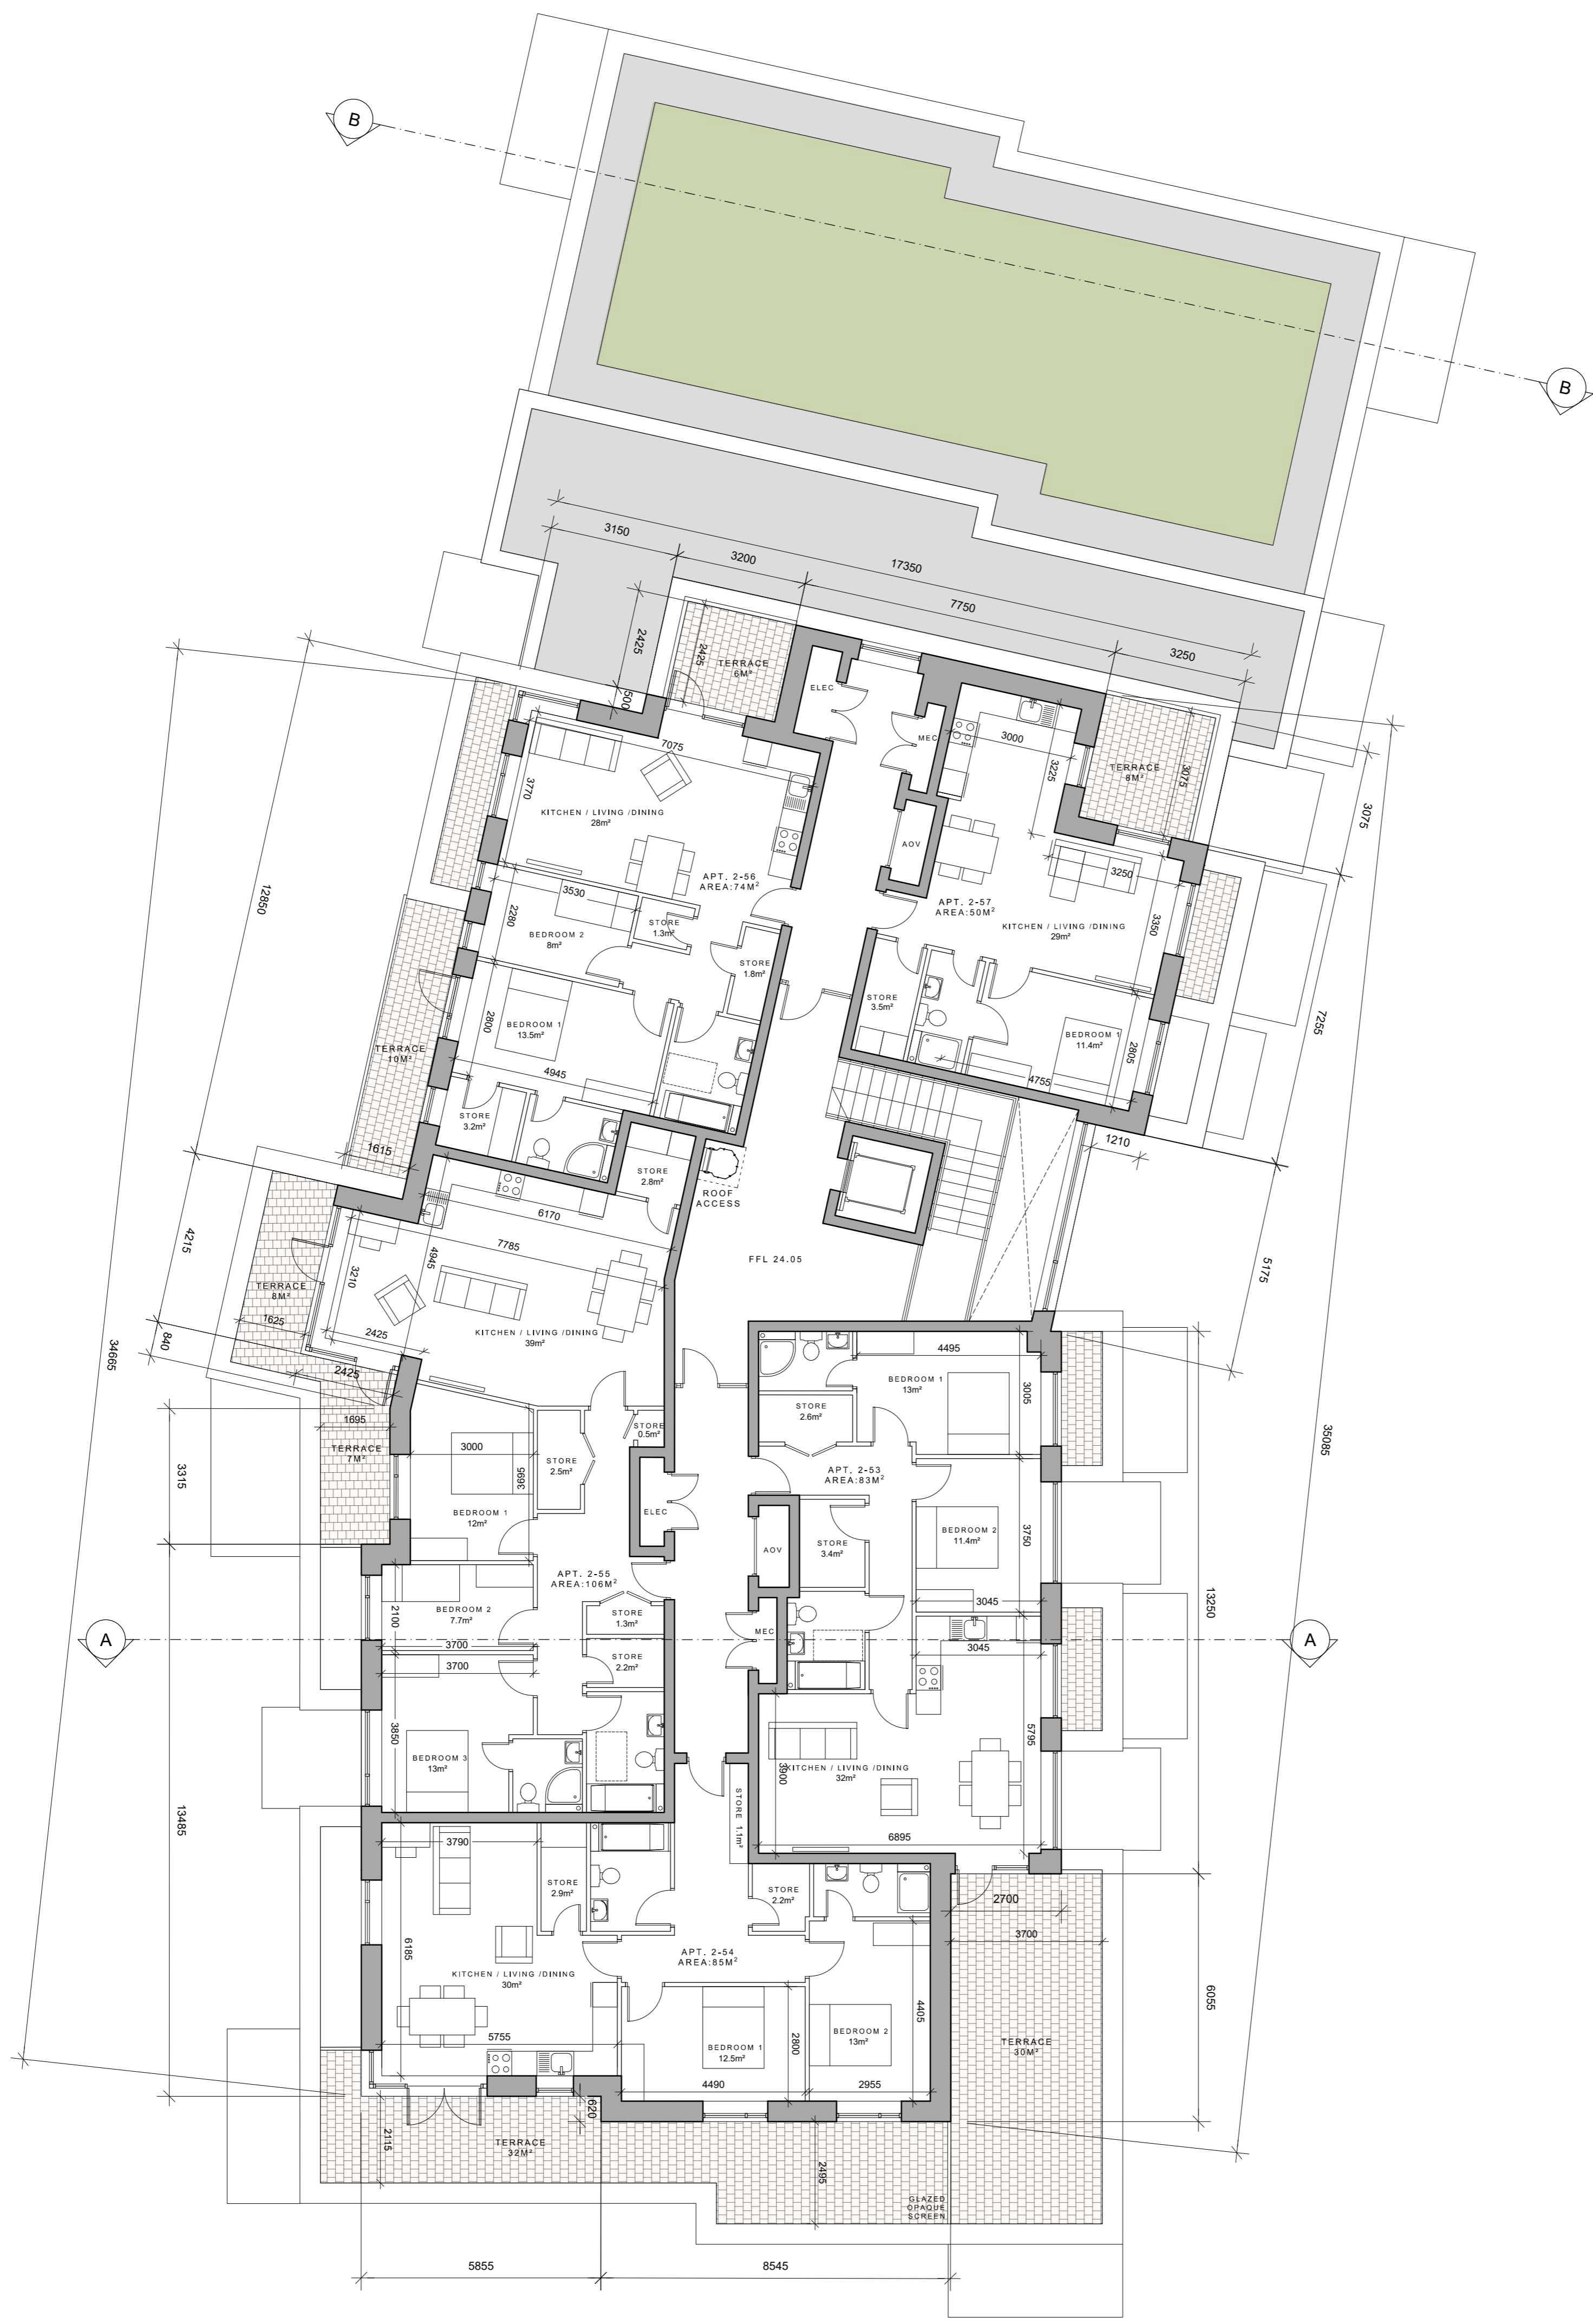 B
B
3150
3200
17350
7750
3250
2425
2425
500
TERRACE
6M²
ELEC
MEC
3000
3225
TERRACE
8M²
3075
3075
7075
3770
KITCHEN / LIVING /DINING
28m²
APT. 2-56
AREA:74M²
AOV
3250
APT. 2-57
AREA:50M²
KITCHEN / LIVING /DINING
29m²
3350
12850
3530
2280
BEDROOM 2
8m²
STORE
1.3m²
STORE
1.8m²
STORE
3.5m²
7255
BEDROOM 1
13.5m²
2800
4945
TERRACE
10M²
BEDROOM 1
11.4m²
2805
4755
STORE
3.2m²
1615
STORE
2.8m²
ROOF
ACCESS
1210
6170
7785
4945
3210
4215
TERRACE
8M²
1625
2425
2425
840
34665
KITCHEN / LIVING /DINING
39m²
FFL 24.05
5175
4495
BEDROOM 1
13m²
3005
STORE
2.6m²
1695
TERRACE
7M²
3315
3000
3695
BEDROOM 1
12m²
STORE
2.5m²
STORE
0.5m²
ELEC
APT. 2-53
AREA:83M²
35085
BEDROOM 2
11.4m²
3750
STORE
3.4m²
AOV
3045
13250
APT. 2-55
AREA:106M²
BEDROOM 2
7.7m²
2100
3700
3700
STORE
1.3m²
STORE
2.2m²
MEC
3045
A
A
3850
BEDROOM 3
13m²
5795
3900
KITCHEN / LIVING /DINING
32m²
STORE 1.1m²
6895
13485
3790
STORE
2.9m²
STORE
2.2m²
2700
3700
6185
KITCHEN / LIVING /DINING
30m²
APT. 2-54
AREA:85M²
5755
BEDROOM 1
12.5m²
2800
BEDROOM 2
13m²
4405
4490
2955
620
TERRACE
30M²
6055
2115
TERRACE
32M²
2495
GLAZED
OPAQUE
SCREEN
5855
8545